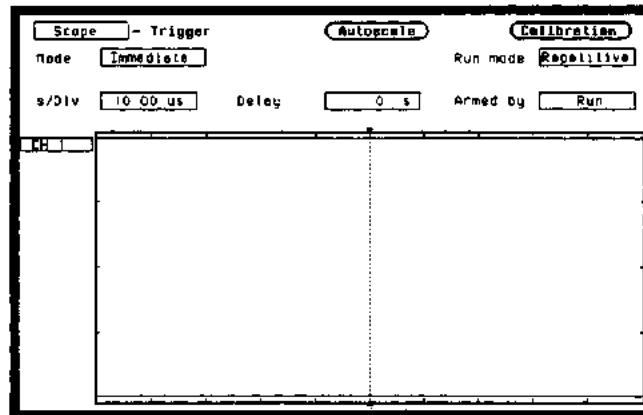 Scope - Trigger Autoscale Calibration
Mode Immediate Run mode Repetitive
s/Div 10.00 us Delay 0 s Armed by Run
CH 1